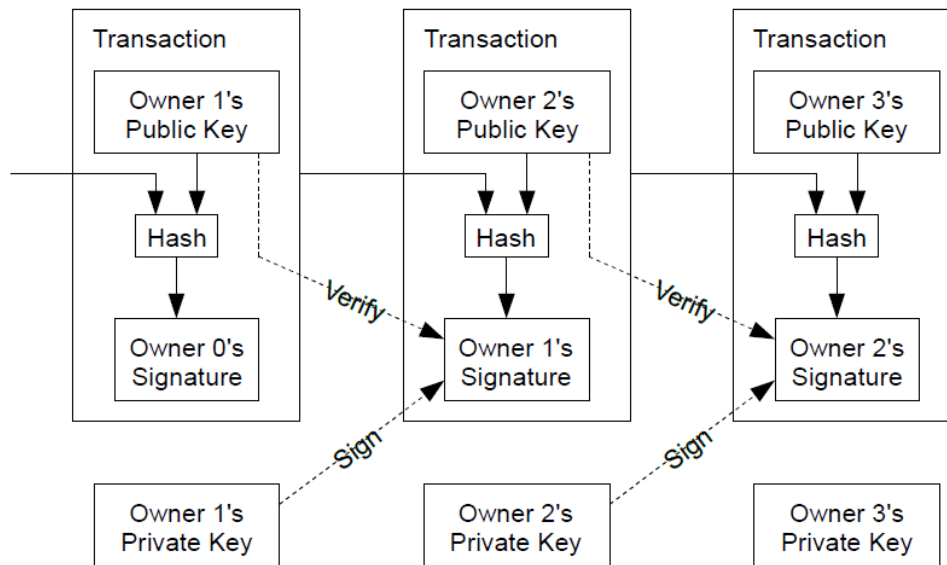 Transaction
Transaction
Transaction
Owner 1's
Public Key
Owner 2's
Public Key
Owner 3's
Public Key
Hash
Hash
Hash
Verify
Verify
Owner 0's
Signature
Owner 1's
Signature
Owner 2's
Signature
Sign
Sign
Owner 1's
Private Key
Owner 2's
Private Key
Owner 3's
Private Key